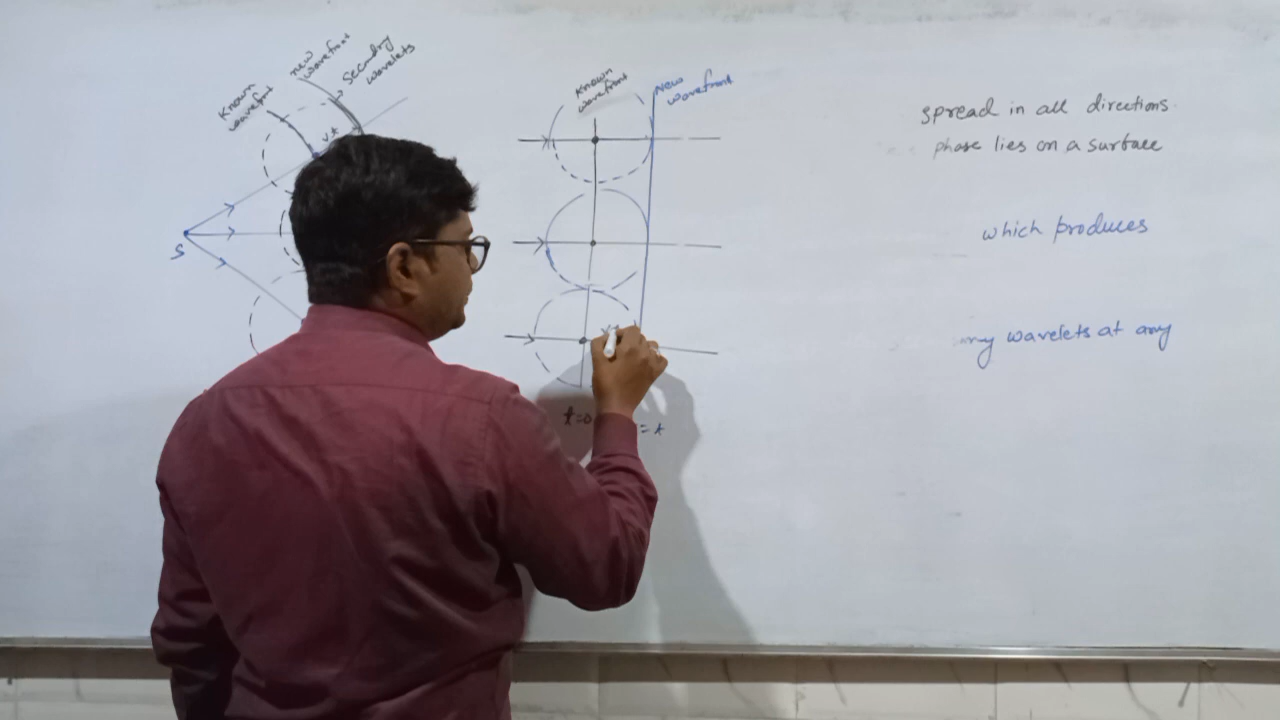 Known
wavefront
new
wavefront
Secondry
wavelets
v.t
S
Known
wavefront
New
wavefront
t=0
= t
spread in all directions
phase lies on a surface
which produces
wavelets at any